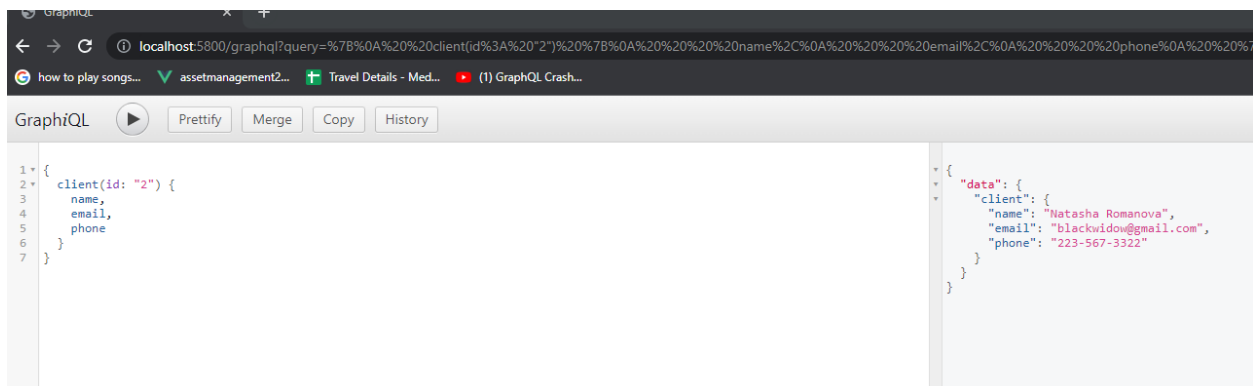 GraphiQL
localhost:5800/graphql?query=%7B%0A%20%20client(id%3A%20"2")%20%7B%0A%20%20%20%20name%2C%0A%20%20%20%20email%2C%0A%20%20%20%20phone%0A%20%20%7
how to play songs... assetmanagement2... Travel Details - Med... (1) GraphQL Crash...
GraphiQL Prettify Merge Copy History
1 {
2 client(id: "2") {
3 name,
4 email,
5 phone
6 }
7 }
{
"data": {
"client": {
"name": "Natasha Romanova",
"email": "blackwidow@gmail.com",
"phone": "223-567-3322"
}
}
}